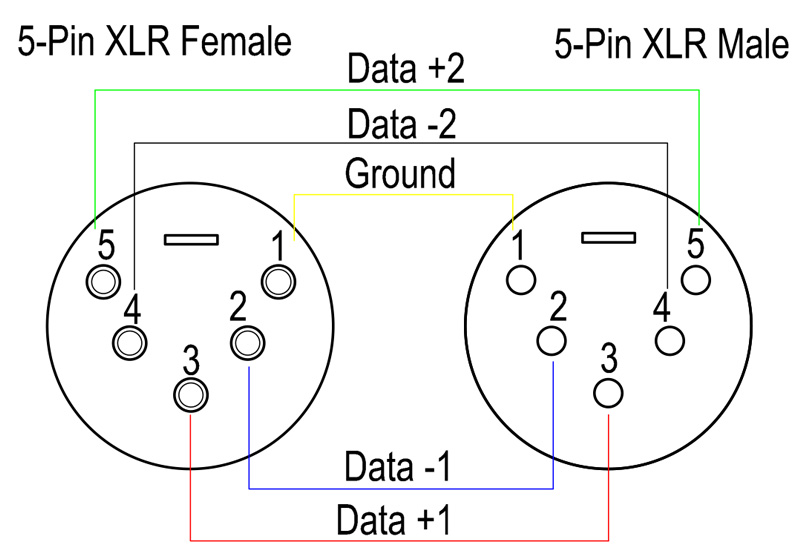 5-Pin XLR Female
5-Pin XLR Male
Data +2
Data -2
Ground
5
1
1
5
4
2
2
4
3
3
Data -1
Data +1